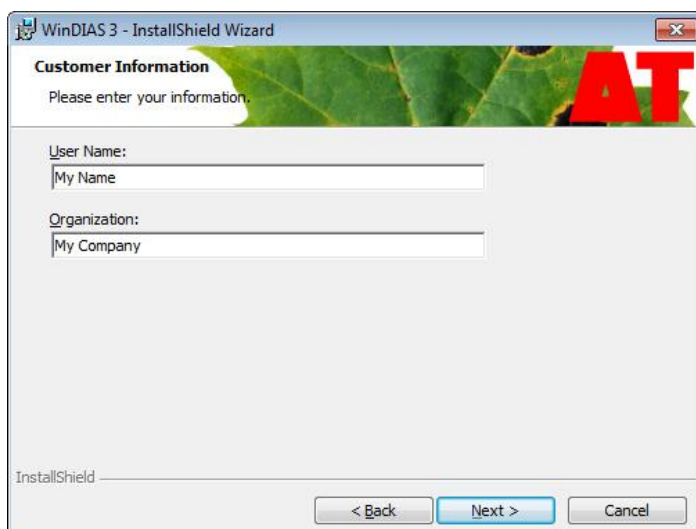 WinDIAS 3 - InstallShield Wizard
Customer Information
Please enter your information.
AT
User Name:
My Name
Organization:
My Company
InstallShield
< Back
Next >
Cancel